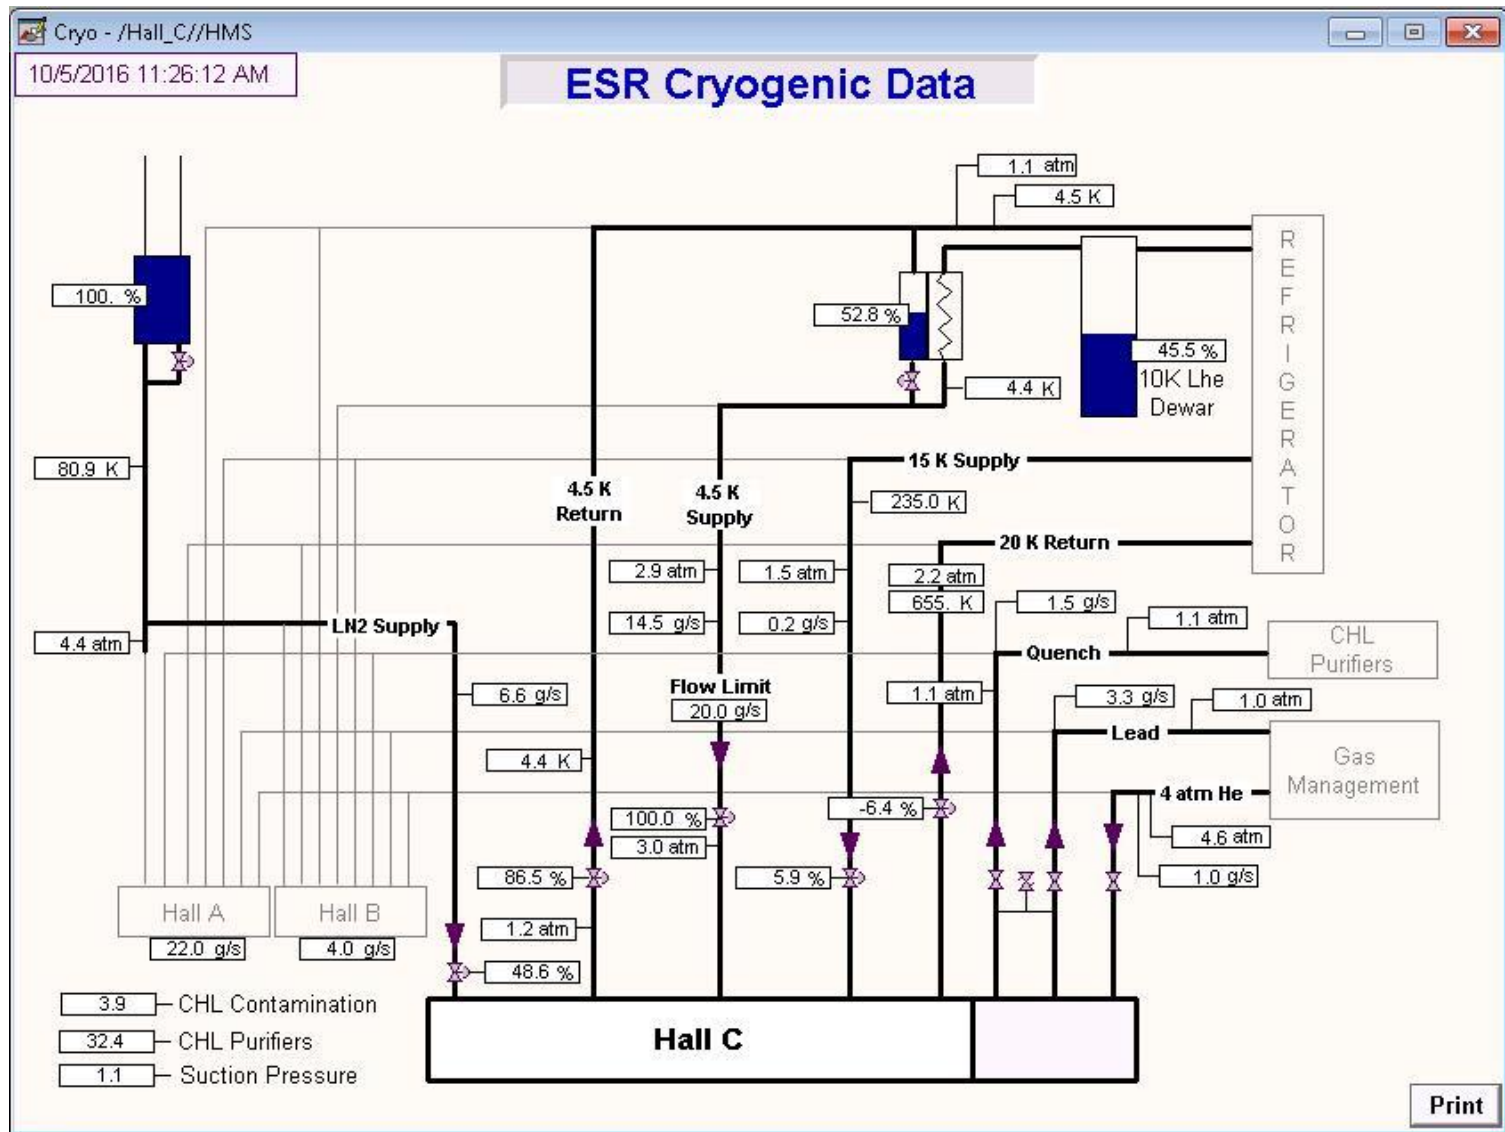 Cryo - /Hall_C//HMS
10/5/2016 11:26:12 AM
ESR Cryogenic Data
1.1 atm
4.5 K
100. %
52.8 %
45.5 %
10K Lhe
Dewar
4.4 K
REFRIGERATOR
80.9 K
15 K Supply
4.5 K
Return
4.5 K
Supply
235.0 K
20 K Return
2.9 atm
1.5 atm
2.2 atm
655. K
1.5 g/s
14.5 g/s
0.2 g/s
1.1 atm
4.4 atm
LN2 Supply
Quench
CHL
Purifiers
6.6 g/s
Flow Limit
20.0 g/s
1.1 atm
3.3 g/s
1.0 atm
Lead
4.4 K
Gas
Management
4 atm He
100.0 %
3.0 atm
-6.4 %
4.6 atm
86.5 %
5.9 %
1.0 g/s
Hall A
Hall B
22.0 g/s
4.0 g/s
1.2 atm
48.6 %
3.9 CHL Contamination
32.4 CHL Purifiers
1.1 Suction Pressure
Hall C
Print